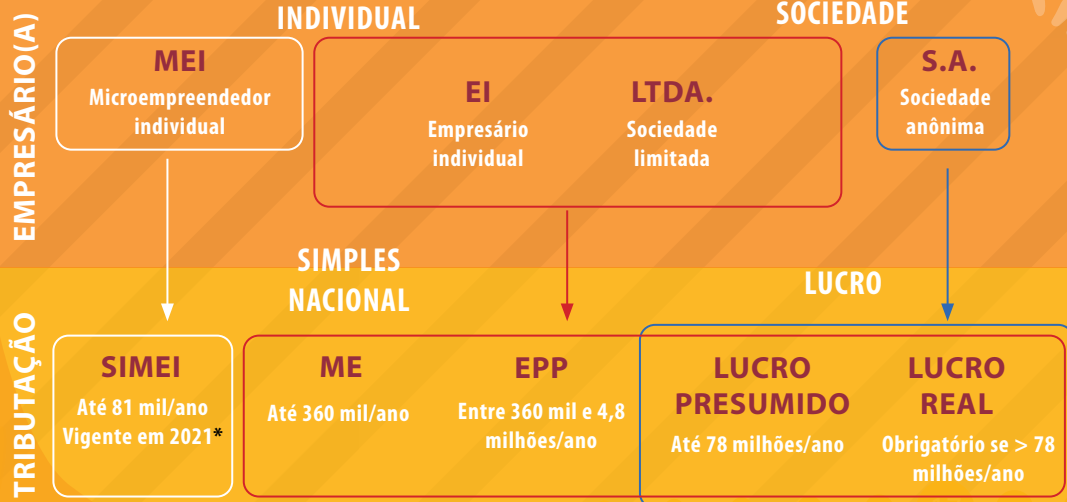 EMPRESÁRIO(A)
INDIVIDUAL
SOCIEDADE
MEI
Microempreendedor
individual
EI
Empresário
individual
LTDA.
Sociedade
limitada
S.A.
Sociedade
anônima
TRIBUTAÇÃO
SIMPLES
NACIONAL
LUCRO
SIMEI
Até 81 mil/ano
Vigente em 2021*
ME
Até 360 mil/ano
EPP
Entre 360 mil e 4,8
milhões/ano
LUCRO
PRESUMIDO
Até 78 milhões/ano
LUCRO
REAL
Obrigatório se > 78
milhões/ano